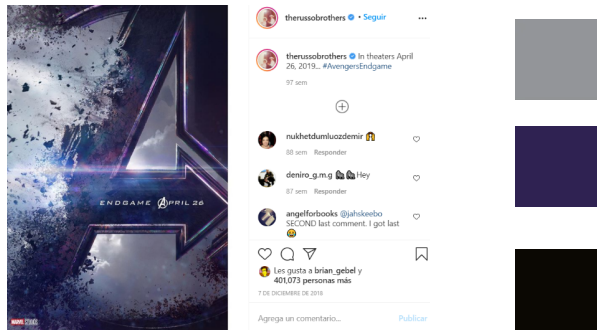 ENDGAME APRIL 26
MARVEL
therussobrothers • Seguir
therussobrothers In theaters April
26, 2019... #AvengersEndgame
97 sem
nukhetdumluozdemir
88 sem Responder
deniro_g.m.g Hey
87 sem Responder
angelforbooks @jahskeebo
SECOND last comment. I got last
Les gusta a brian_gebel y
401,073 personas más
7 DE DICIEMBRE DE 2018
Agrega un comentario... Publicar